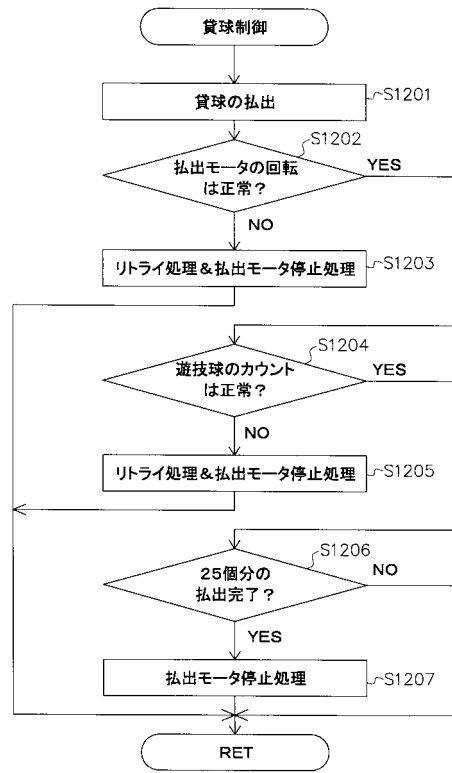 貸球制御
貸球の払出
S1201
S1202
払出モータの回転
は正常？
YES
NO
リトライ処理&払出モータ停止処理
S1203
S1204
遊技球のカウント
は正常？
YES
NO
リトライ処理&払出モータ停止処理
S1205
S1206
25個分の
払出完了？
NO
YES
払出モータ停止処理
S1207
RET